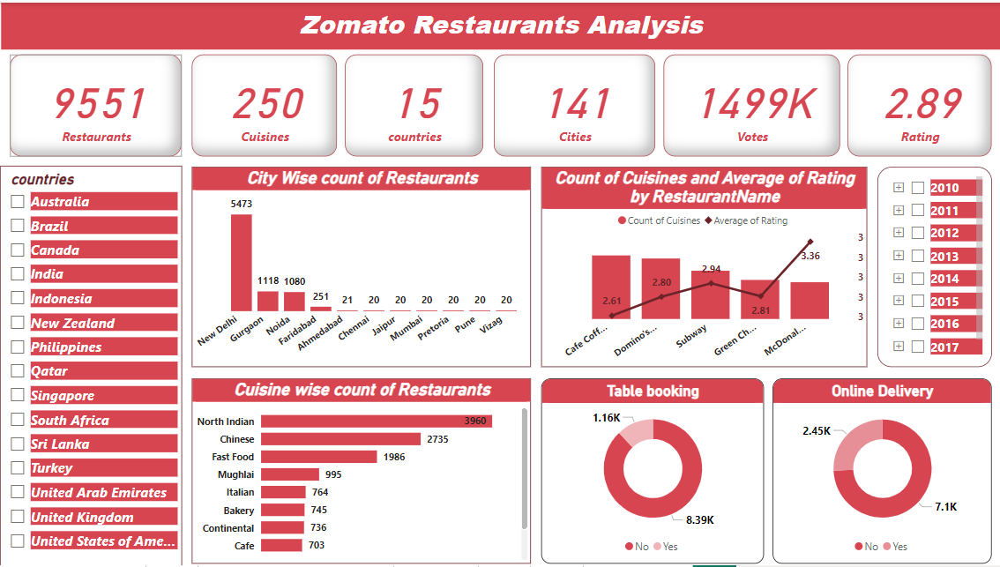 Zomato Restaurants Analysis
9551
Restaurants
250
Cuisines
15
countries
141
Cities
1499K
Votes
2.89
Rating
countries
Australia
Brazil
Canada
India
Indonesia
New Zealand
Philippines
Qatar
Singapore
South Africa
Sri Lanka
Turkey
United Arab Emirates
United Kingdom
United States of Ame...
City Wise count of Restaurants
5473
1118
1080
251
21
20
20
20
20
20
20
New Delhi
Gurgaon
Noida
Faridabad
Ahmedabad
Chennai
Jaipur
Mumbai
Pretoria
Pune
Vizag
Count of Cuisines and Average of Rating
by RestaurantName
Count of Cuisines
Average of Rating
2.61
2.80
2.94
2.81
3.36
3
3
3
3
3
Cafe Coff...
Domino's...
Subway
Green Ch...
McDonal...
2010
2011
2012
2013
2014
2015
2016
2017
Cuisine wise count of Restaurants
North Indian 3960
Chinese 2735
Fast Food 1986
Mughlai 995
Italian 764
Bakery 745
Continental 736
Cafe 703
Table booking
1.16K
8.39K
No Yes
Online Delivery
2.45K
7.1K
No Yes